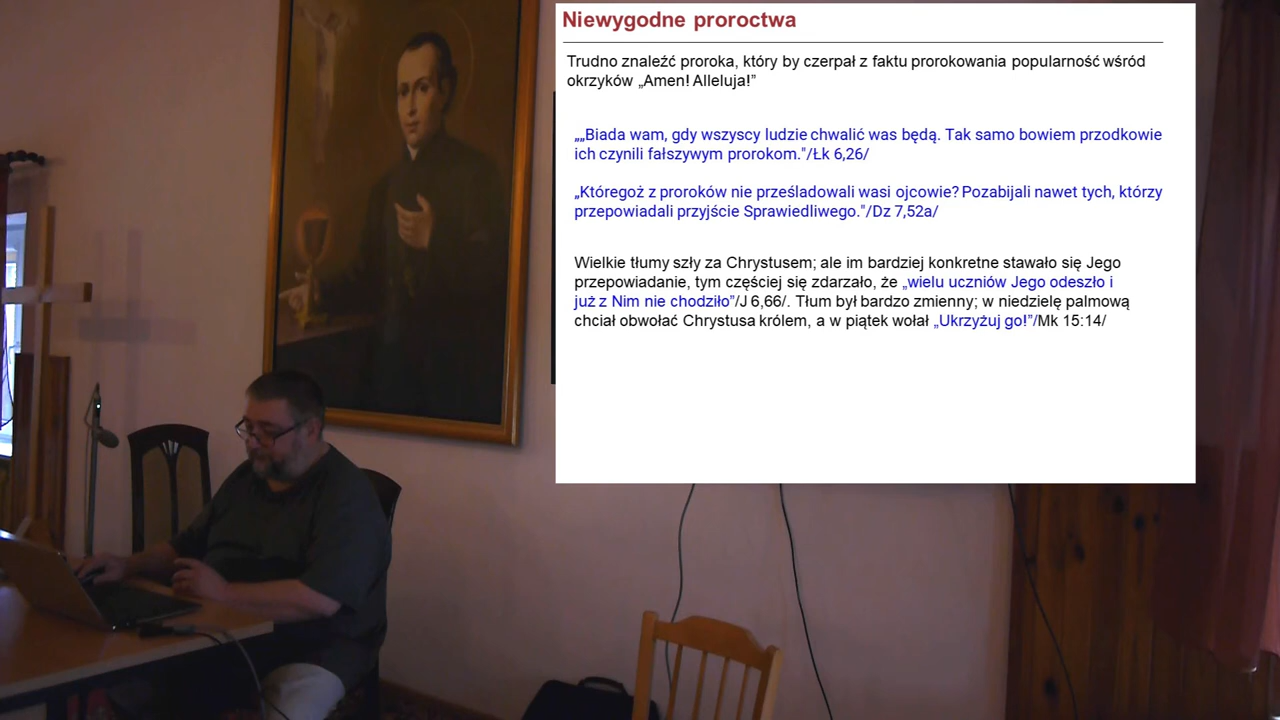 Niewygodne proroctwa
Trudno znaleźć proroka, który by czerpał z faktu prorokowania popularność wśród
okrzyków „Amen! Alleluja!”
„„Biada wam, gdy wszyscy ludzie chwalić was będą. Tak samo bowiem przodkowie
ich czynili fałszywym prorokom."/Łk 6,26/
„Któregoż z proroków nie prześladowali wasi ojcowie? Pozabijali nawet tych, którzy
przepowiadali przyjście Sprawiedliwego."/Dz 7,52a/
Wielkie tłumy szły za Chrystusem; ale im bardziej konkretne stawało się Jego
przepowiadanie, tym częściej się zdarzało, że „wielu uczniów Jego odeszło i
już z Nim nie chodziło”/J 6,66/. Tłum był bardzo zmienny; w niedzielę palmową
chciał obwołać Chrystusa królem, a w piątek wołał „Ukrzyżuj go!”/Mk 15:14/